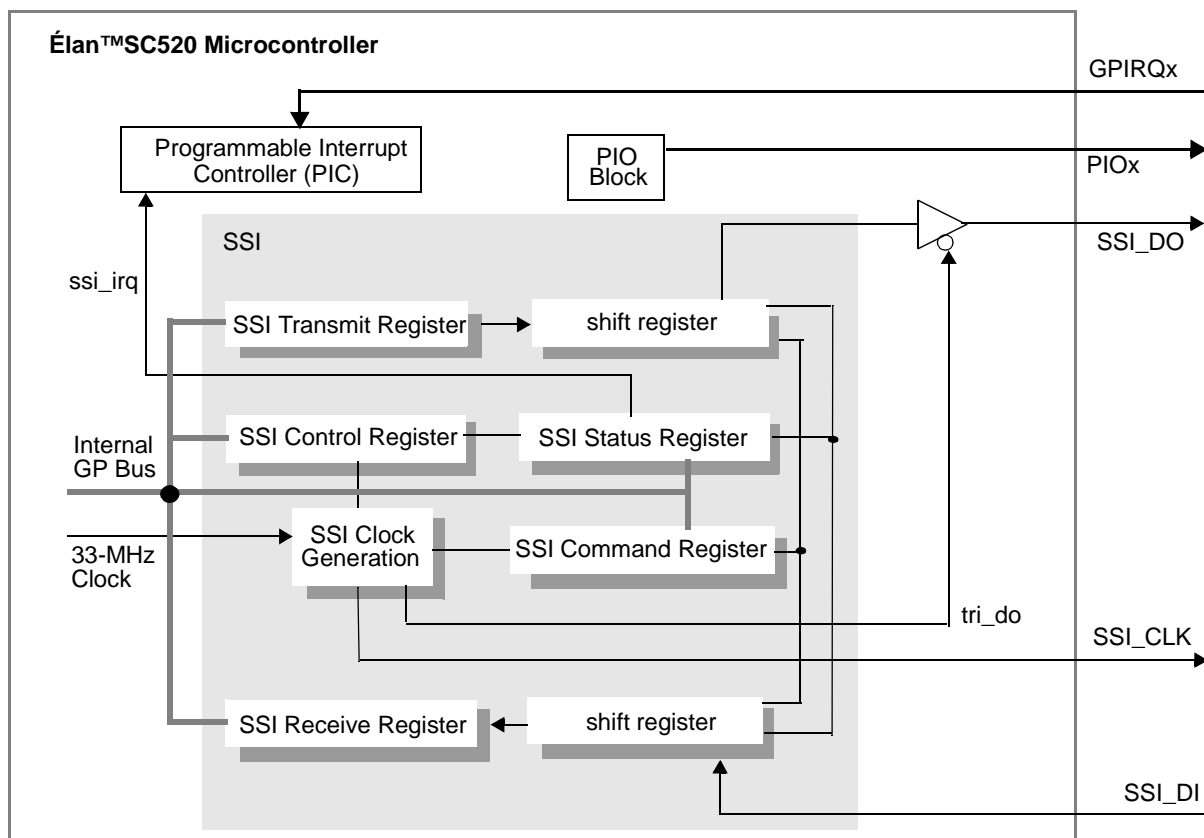 Élan™SC520 Microcontroller
GPIRQx
Programmable Interrupt
Controller (PIC)
PIO
Block
PIOx
SSI
SSI_DO
ssi_irq
SSI Transmit Register
shift register
SSI Control Register
SSI Status Register
Internal
GP Bus
SSI Clock
Generation
SSI Command Register
33-MHz
Clock
tri_do
SSI_CLK
SSI Receive Register
shift register
SSI_DI